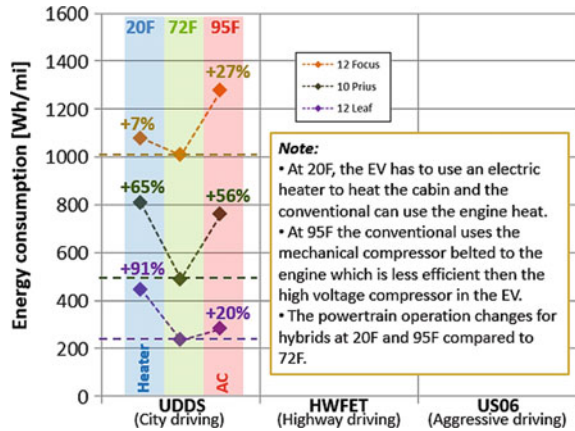 Energy consumption [Wh/mi]
1600
1400
1200
1000
800
600
400
200
0
20F 72F 95F
+7% +27%
+65% +56%
+91% +20%
Heater
AC
12 Focus
10 Prius
12 Leaf
Note:
• At 20F, the EV has to use an electric
heater to heat the cabin and the
conventional can use the engine heat.
• At 95F the conventional uses the
mechanical compressor belted to the
engine which is less efficient then the
high voltage compressor in the EV.
• The powertrain operation changes for
hybrids at 20F and 95F compared to
72F.
UDDS
(City driving)
HWFET
(Highway driving)
US06
(Aggressive driving)